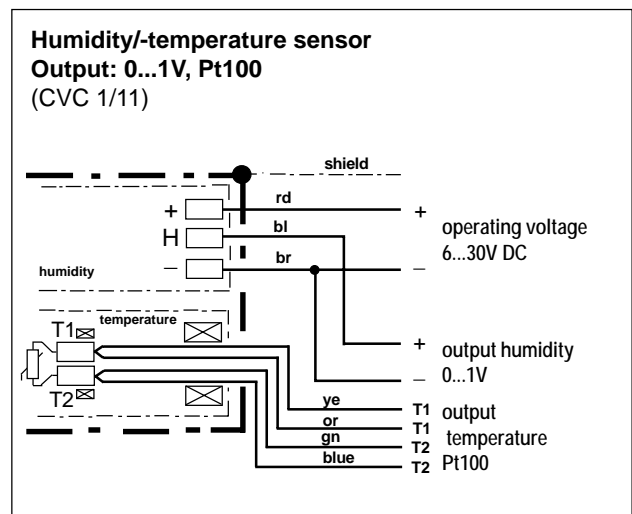 Humidity/-temperature sensor
Output: 0...1V, Pt100
(CVC 1/11)
shield
rd
+
+
operating voltage
6...30V DC
bl
H
br
–
–
humidity
temperature
T1
T2
+
output humidity
–
0...1V
ye
T1
output
or
T1
gn
T2
temperature
blue
T2
Pt100